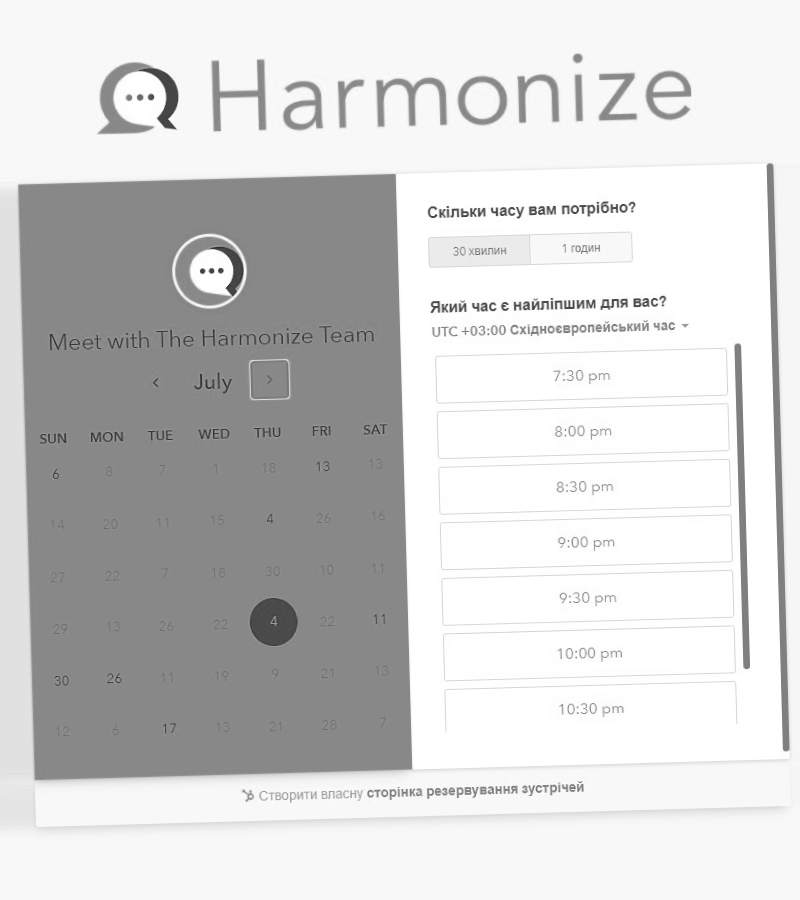 Harmonize
Meet with The Harmonize Team
July
SUN MON TUE WED THU FRI SAT
6 8 7 1 18 13 13
14 20 11 15 4 26 16
27 22 7 18 30 10 11
29 13 26 22 4 22 11
30 26 11 19 9 21 13
12 6 17 13 21 28 7
Скільки часу вам потрібно?
30 хвилин 1 годин
Який час є найліпшим для вас?
UTC +03:00 Східноєвропейський час
7:30 pm
8:00 pm
8:30 pm
9:00 pm
9:30 pm
10:00 pm
10:30 pm
Створити власну сторінка резервування зустрічей